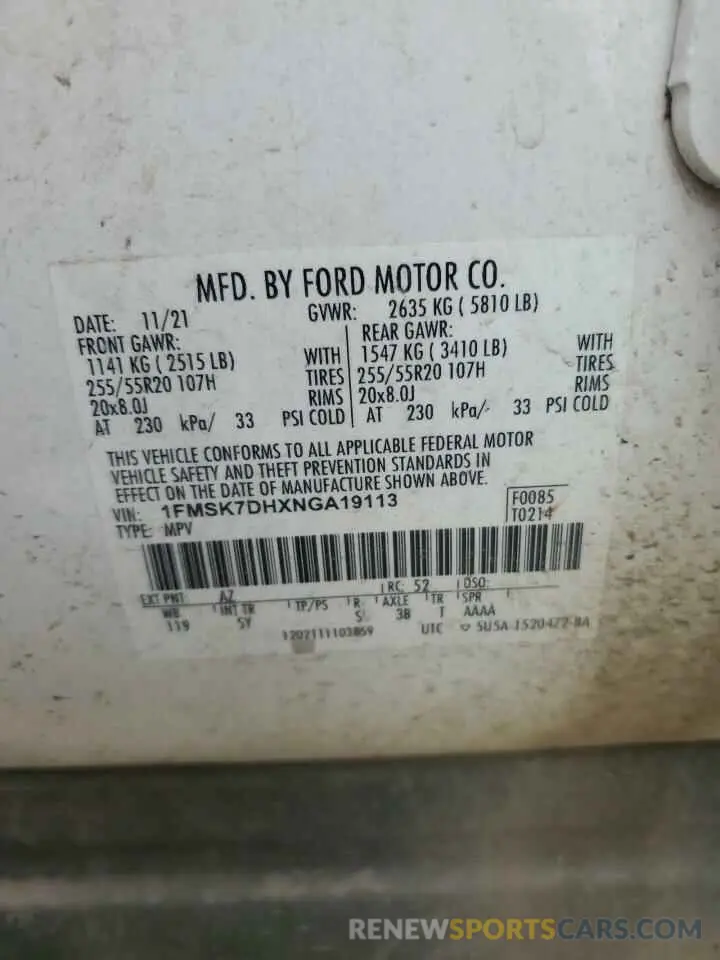 MFD. BY FORD MOTOR CO.
DATE: 11/21 GVWR: 2635 KG ( 5810 LB)
FRONT GAWR: REAR GAWR:
1141 KG ( 2515 LB) WITH 1547 KG ( 3410 LB) WITH
255/55R20 107H TIRES 255/55R20 107H TIRES
20x8.0J RIMS 20x8.0J RIMS
AT 230 kPa/ 33 PSI COLD AT 230 kPa/ 33 PSI COLD
THIS VEHICLE CONFORMS TO ALL APPLICABLE FEDERAL MOTOR
VEHICLE SAFETY AND THEFT PREVENTION STANDARDS IN
EFFECT ON THE DATE OF MANUFACTURE SHOWN ABOVE.
VIN: 1FMSK7DHXNGA19113 F0085
TYPE: MPV T0214
EXT PNT: AZ RC: 52 DSO:
WB INT TR TP/PS R AXLE TR SPR
119 5Y 3B T AAAA
UTC
RENEWSPORTSCARS.COM